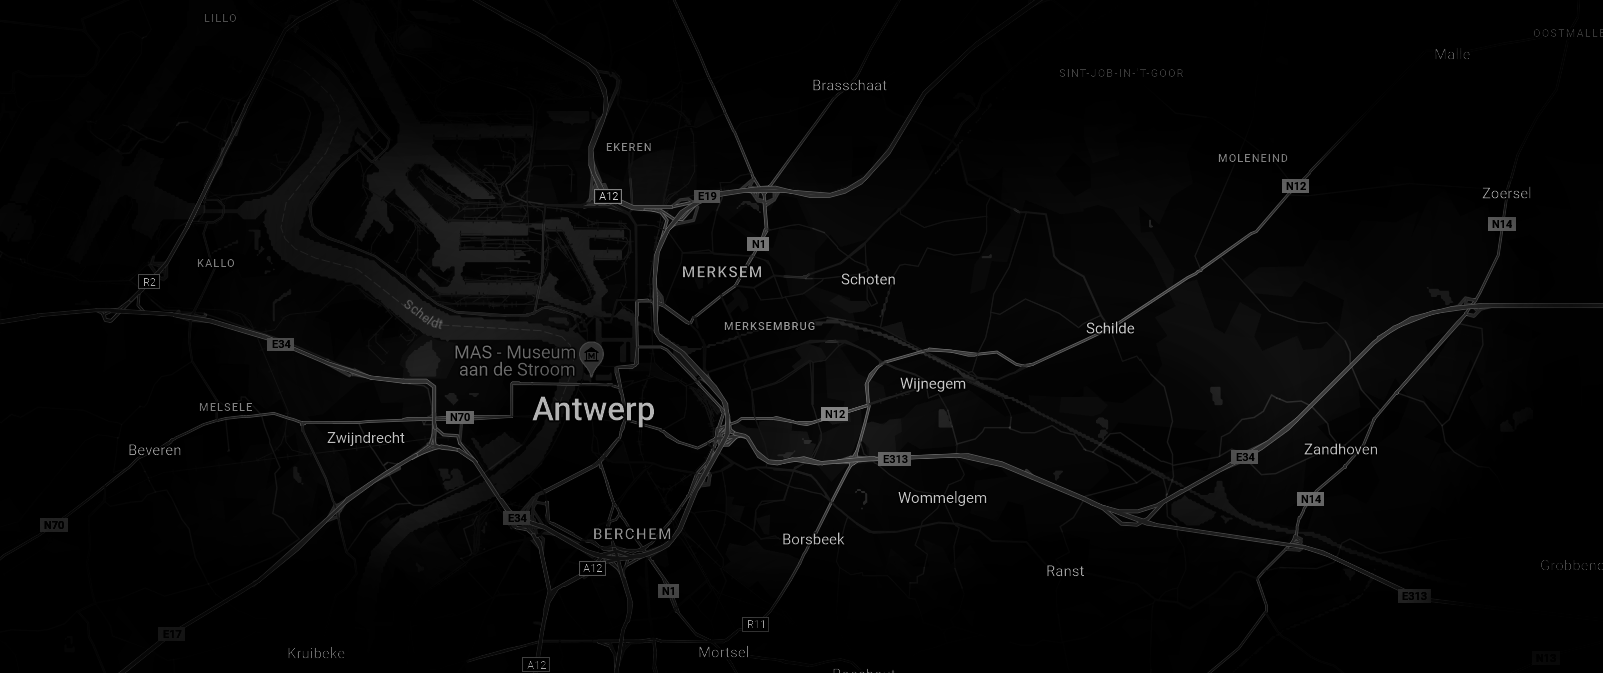 LILLO
OOSTMALLE
Malle
SINT-JOB-IN-'T-GOOR
Brasschaat
EKEREN
MOLENEIND
N12
Zoersel
A12
E19
N14
N1
KALLO
MERKSEM
Schoten
R2
Scheldt
MERKSEMBRUG
Schilde
E34
MAS - Museum
aan de Stroom
Wijnegem
MELSELE
Antwerp
N70
N12
Zwijndrecht
Beveren
Zandhoven
E34
E313
Wommelgem
N14
N70
E34
BERCHEM
Borsbeek
A12
Ranst
N1
E313
R11
E17
Kruibeke
Mortsel
A12